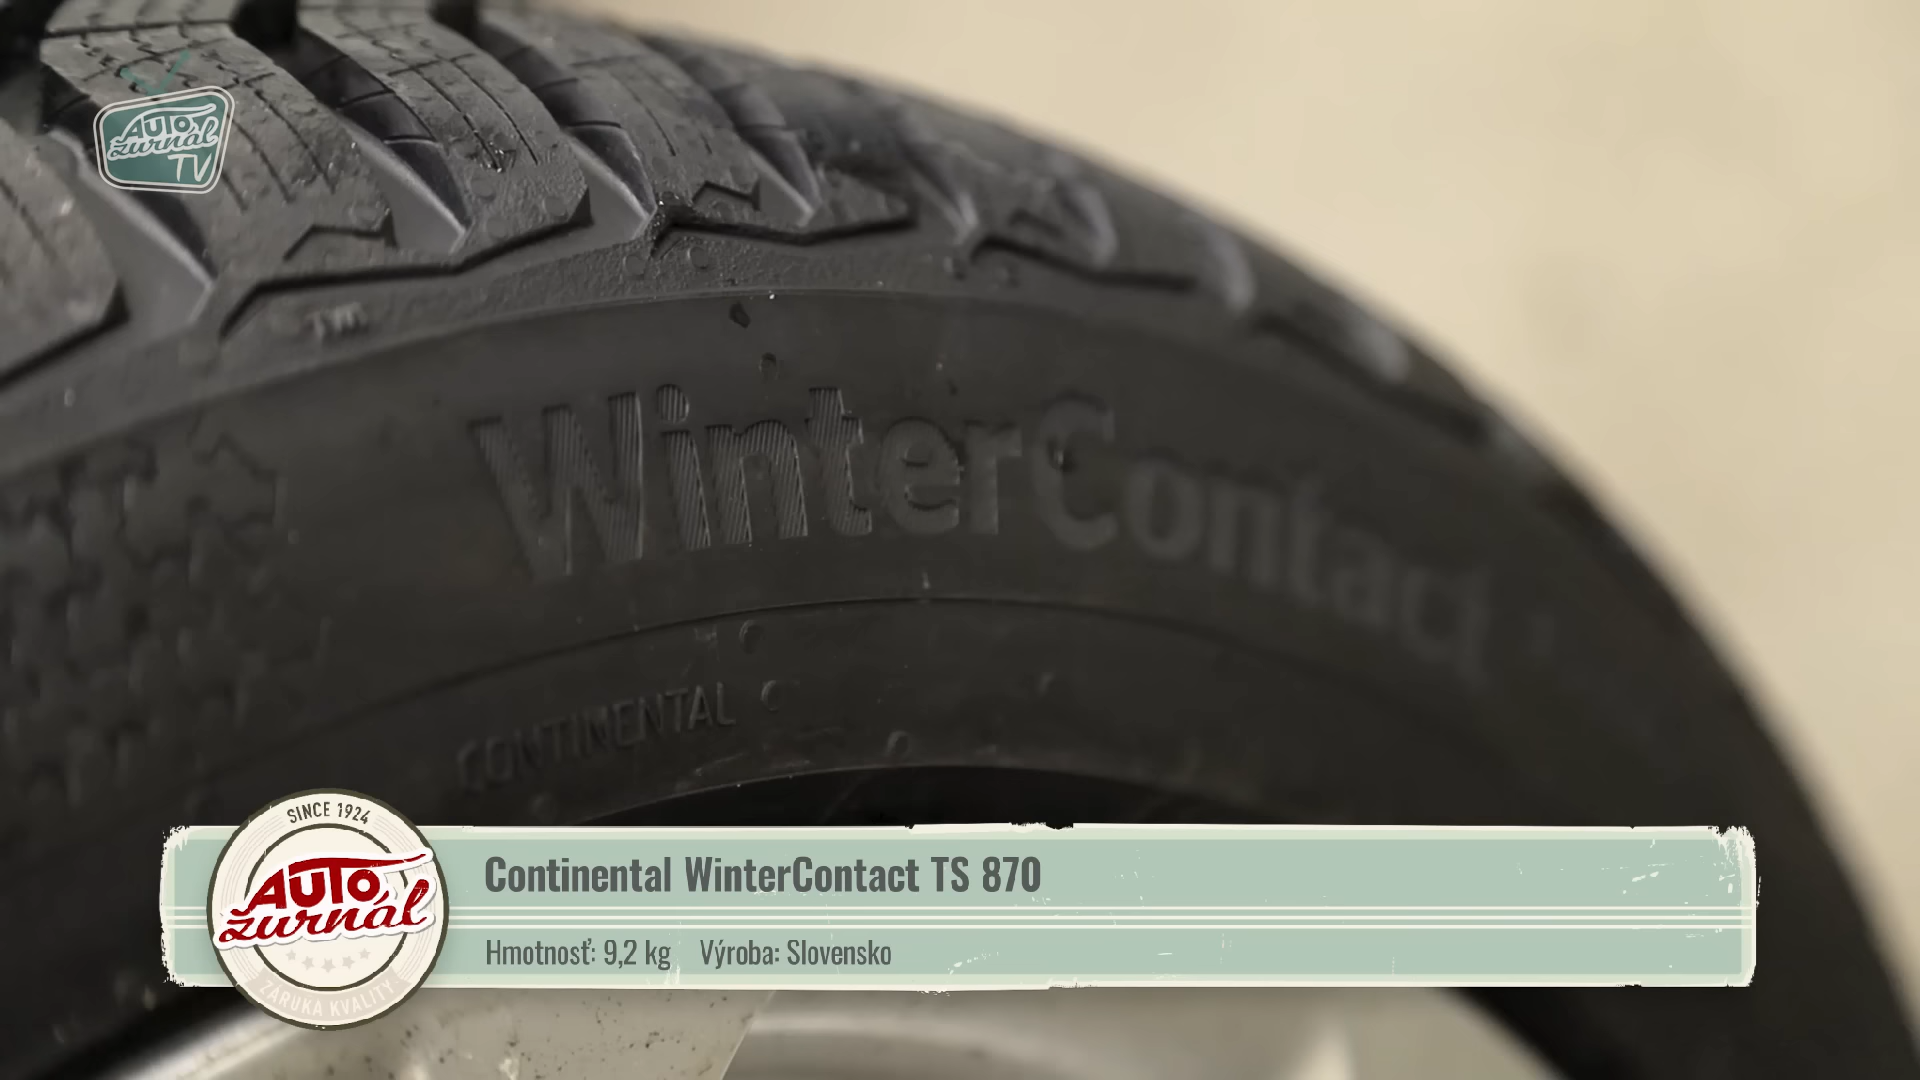 AUTO
žurnál
TV
TWI
WinterContact
CONTINENTAL
SINCE 1924
AUTO
žurnál
ZÁRUKA KVALITY
Continental WinterContact TS 870
Hmotnosť: 9,2 kg Výroba: Slovensko